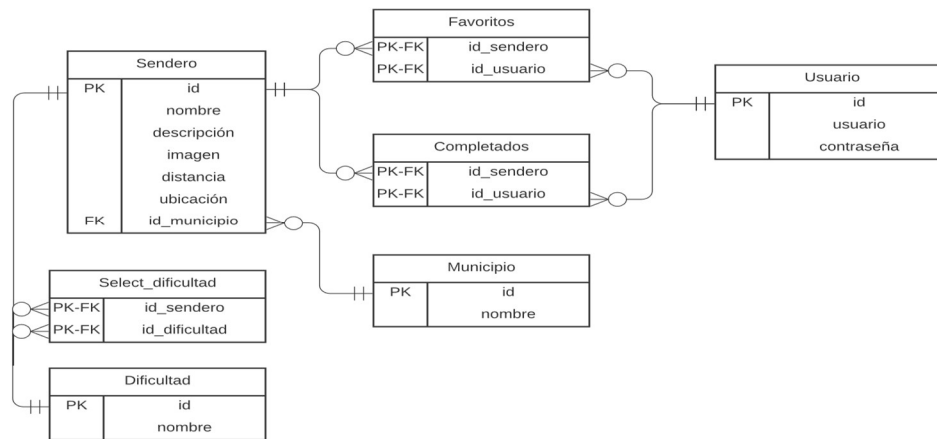 Favoritos
PK-FK id_sendero
PK-FK id_usuario
Sendero
PK id
nombre
descripción
imagen
distancia
ubicación
FK id_municipio
Usuario
PK id
usuario
contraseña
Completados
PK-FK id_sendero
PK-FK id_usuario
Municipio
PK id
nombre
Select_dificultad
PK-FK id_sendero
PK-FK id_dificultad
Dificultad
PK id
nombre